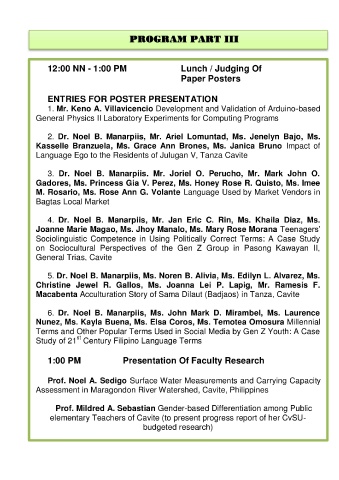 PROGRAM PART III
12:00 NN - 1:00 PM Lunch / Judging Of
Paper Posters
ENTRIES FOR POSTER PRESENTATION
1. Mr. Keno A. Villavicencio Development and Validation of Arduino-based
General Physics II Laboratory Experiments for Computing Programs
2. Dr. Noel B. Manarpiis, Mr. Ariel Lomuntad, Ms. Jenelyn Bajo, Ms.
Kasselle Branzuela, Ms. Grace Ann Brones, Ms. Janica Bruno Impact of
Language Ego to the Residents of Julugan V, Tanza Cavite
3. Dr. Noel B. Manarpiis. Mr. Joriel O. Perucho, Mr. Mark John O.
Gadores, Ms. Princess Gia V. Perez, Ms. Honey Rose R. Quisto, Ms. Imee
M. Rosario, Ms. Rose Ann G. Volante Language Used by Market Vendors in
Bagtas Local Market
4. Dr. Noel B. Manarpiis, Mr. Jan Eric C. Rin, Ms. Khaila Diaz, Ms.
Joanne Marie Magao, Ms. Jhoy Manalo, Ms. Mary Rose Morana Teenagers'
Sociolinguistic Competence in Using Politically Correct Terms: A Case Study
on Sociocultural Perspectives of the Gen Z Group in Pasong Kawayan II,
General Trias, Cavite
5. Dr. Noel B. Manarpiis, Ms. Noren B. Alivia, Ms. Edilyn L. Alvarez, Ms.
Christine Jewel R. Gallos, Ms. Joanna Lei P. Lapig, Mr. Ramesis F.
Macabenta Acculturation Story of Sama Dilaut (Badjaos) in Tanza, Cavite
6. Dr. Noel B. Manarpiis, Ms. John Mark D. Mirambel, Ms. Laurence
Nunez, Ms. Kayla Buena, Ms. Elsa Coros, Ms. Temotea Omosura Millennial
Terms and Other Popular Terms Used in Social Media by Gen Z Youth: A Case
Study of 21st Century Filipino Language Terms
1:00 PM Presentation Of Faculty Research
Prof. Noel A. Sedigo Surface Water Measurements and Carrying Capacity
Assessment in Maragondon River Watershed, Cavite, Philippines
Prof. Mildred A. Sebastian Gender-based Differentiation among Public
elementary Teachers of Cavite (to present progress report of her CvSU-
budgeted research)